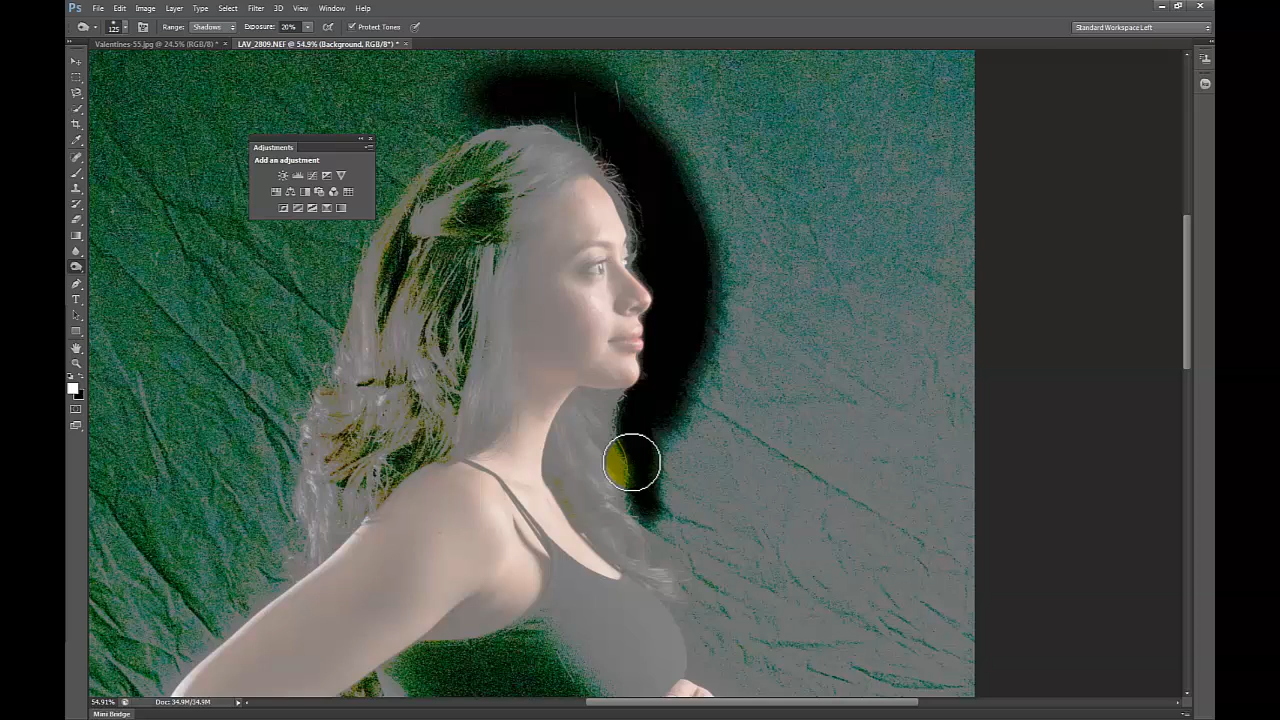 Ps File Edit Image Layer Type Select Filter 3D View Window Help
125 Range: Shadows Exposure: 20% Protect Tones Standard Workspace Left
Valentines-55.jpg @ 24.5% (RGB/8) * × LAV_2809.NEF @ 54.9% (Background, RGB/8*) * ×
Adjustments
Add an adjustment
54.91% Doc: 34.9M/34.9M
Mini Bridge